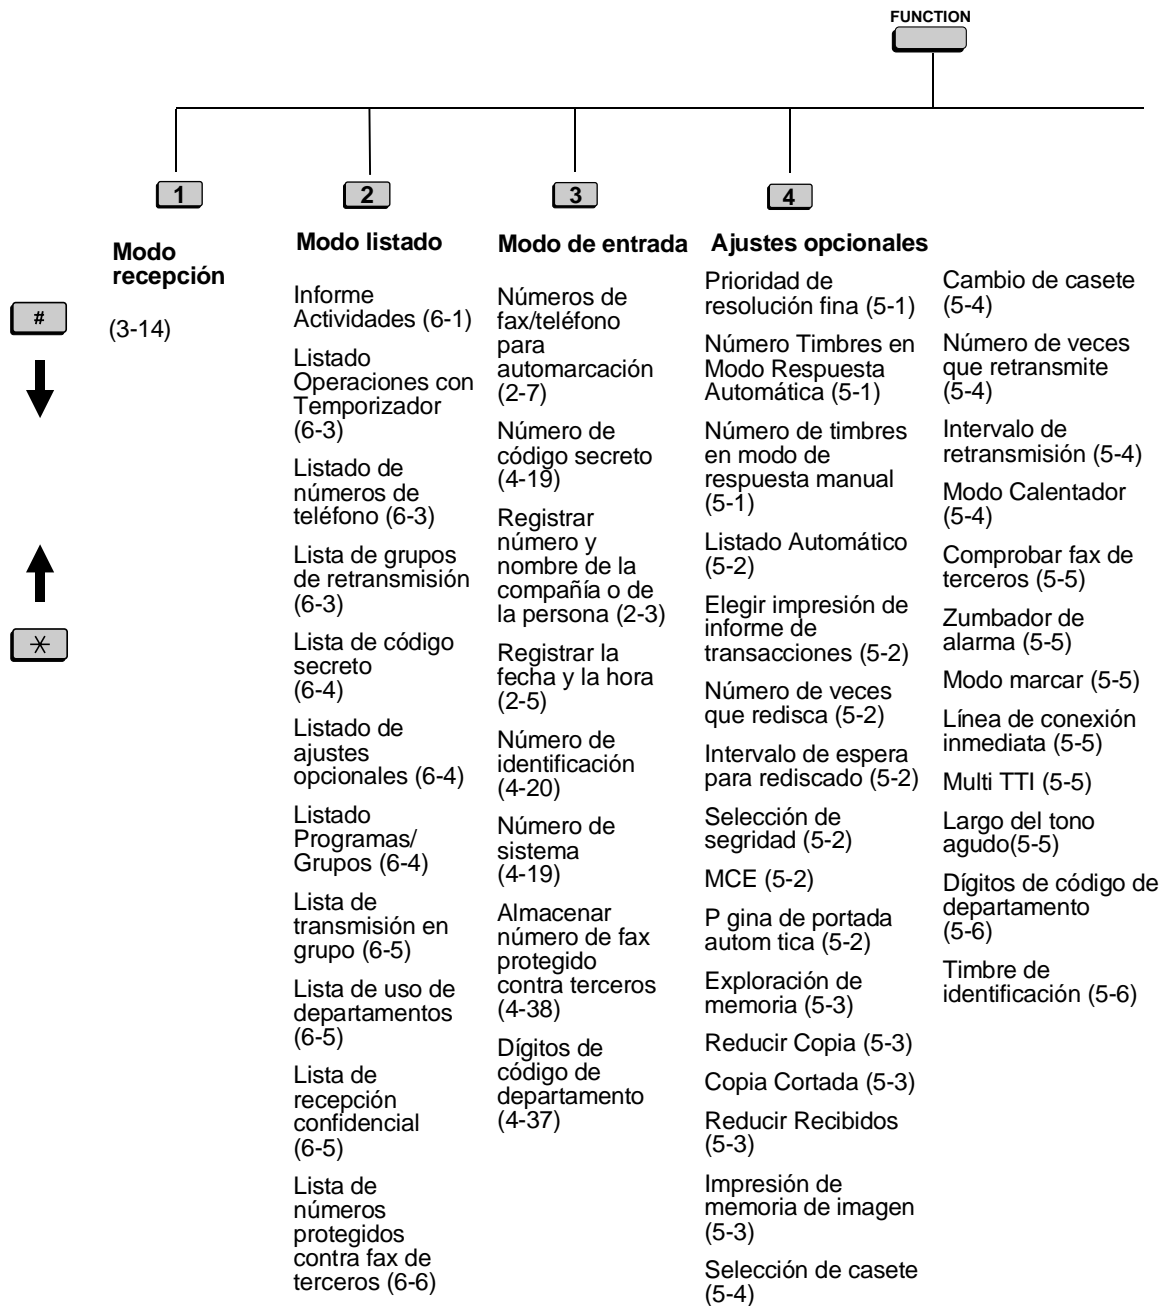 FUNCTION
1
2
3
4
Modo
recepción
(3-14)
#
Modo listado
Informe
Actividades (6-1)
Listado
Operaciones con
Temporizador
(6-3)
Listado de
números de
teléfono (6-3)
Lista de grupos
de retransmisión
(6-3)
Lista de código
secreto
(6-4)
Listado de
ajustes
opcionales (6-4)
Listado
Programas/
Grupos (6-4)
Lista de
transmisión en
grupo (6-5)
Lista de uso de
departamentos
(6-5)
Lista de
recepción
confidencial
(6-5)
Lista de
números
protegidos
contra fax de
terceros (6-6)
Modo de entrada
Números de
fax/teléfono
para
automarcación
(2-7)
Número de
código secreto
(4-19)
Registrar
número y
nombre de la
compañía o de
la persona (2-3)
Registrar la
fecha y la hora
(2-5)
Número de
identificación
(4-20)
Número de
sistema
(4-19)
Almacenar
número de fax
protegido
contra terceros
(4-38)
Dígitos de
código de
departamento
(4-37)
Ajustes opcionales
Prioridad de
resolución fina (5-1)
Número Timbres en
Modo Respuesta
Automática (5-1)
Número de timbres
en modo de
respuesta manual
(5-1)
Listado Automático
(5-2)
Elegir impresión de
informe de
transacciones (5-2)
Número de veces
que redisca (5-2)
Intervalo de espera
para rediscado (5-2)
Selección de
segridad (5-2)
MCE (5-2)
P gina de portada
autom tica (5-2)
Exploración de
memoria (5-3)
Reducir Copia (5-3)
Copia Cortada (5-3)
Reducir Recibidos
(5-3)
Impresión de
memoria de imagen
(5-3)
Selección de casete
(5-4)
Cambio de casete
(5-4)
Número de veces
que retransmite
(5-4)
Intervalo de
retransmisión (5-4)
Modo Calentador
(5-4)
Comprobar fax de
terceros (5-5)
Zumbador de
alarma (5-5)
Modo marcar (5-5)
Línea de conexión
inmediata (5-5)
Multi TTI (5-5)
Largo del tono
agudo(5-5)
Dígitos de código de
departamento
(5-6)
Timbre de
identificación (5-6)